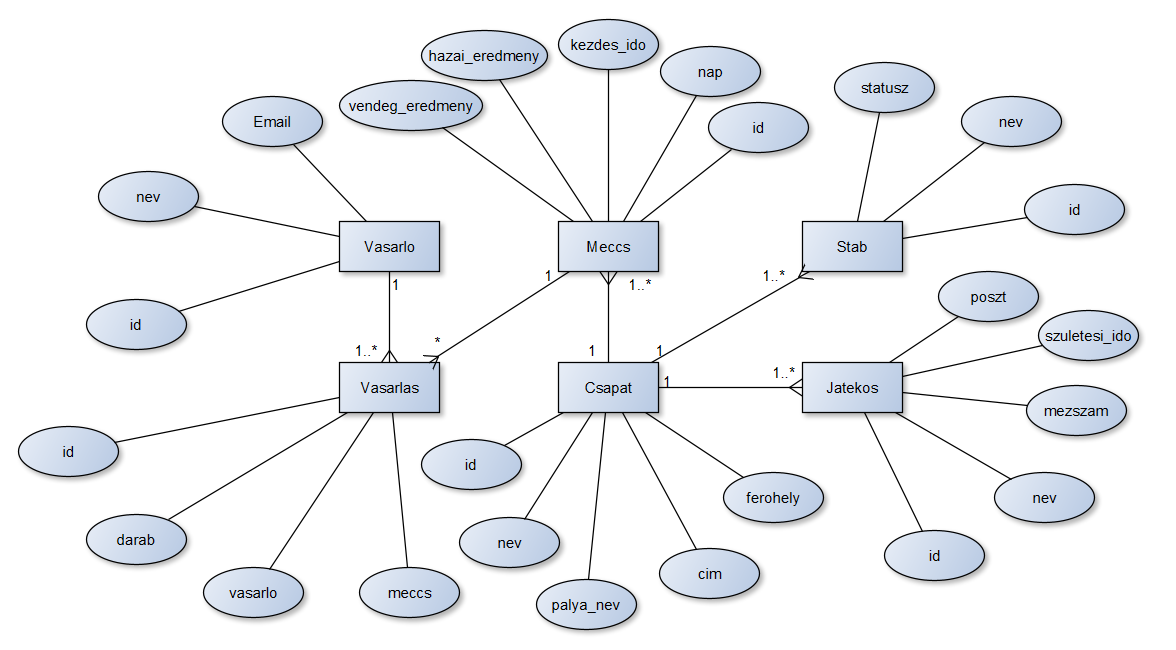 kezdes_ido
hazai_eredmeny
nap
statusz
vendeg_eredmeny
Email
id
nev
nev
id
Vasarlo
Meccs
Stab
1
1
1..*
1..*
poszt
id
szuletesi_ido
*
1..*
1
1
1..*
1
Vasarlas
Csapat
Jatekos
mezszam
id
id
ferohely
nev
darab
nev
id
cim
vasarlo
meccs
palya_nev